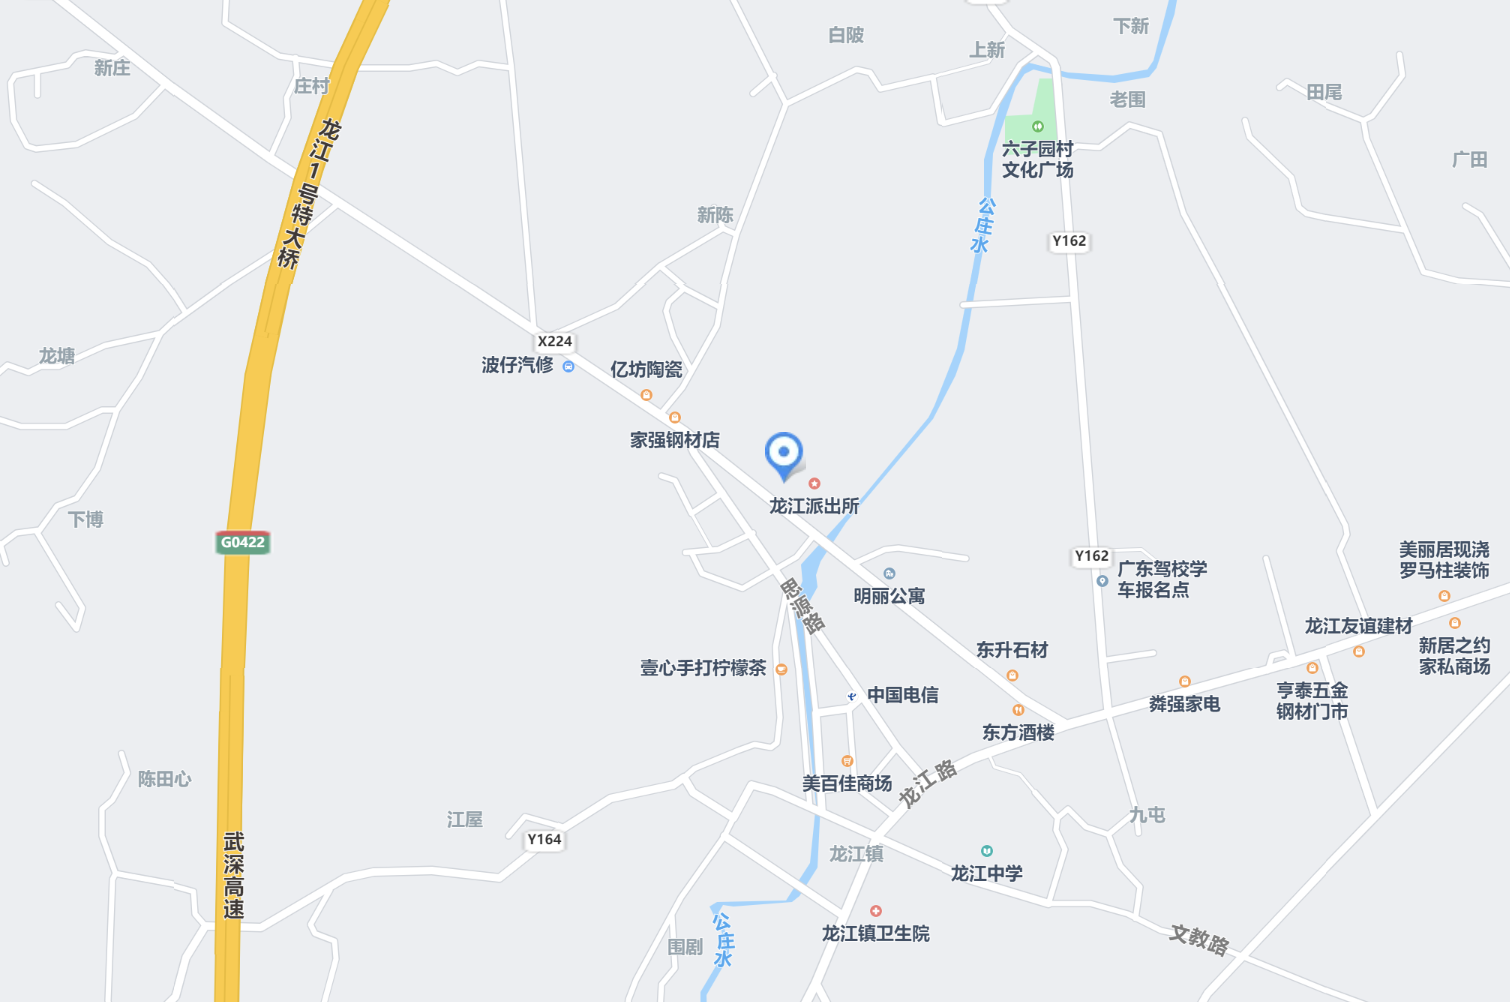 下新
白陂
上新
新庄
庄村
田尾
老围
龙江1号特大桥
六子园村
文化广场
广田
新陈
公庄水
Y162
X224
龙塘
波仔汽修
亿坊陶瓷
家强钢材店
龙江派出所
下博
G0422
Y162
美丽居现浇
罗马柱装饰
广东驾校学
车报名点
明丽公寓
思源路
龙江友谊建材
新居之约
家私商场
东升石材
壹心手打柠檬茶
中国电信
粦强家电
亨泰五金
钢材门市
东方酒楼
陈田心
美百佳商场
龙江路
江屋
九屯
Y164
龙江镇
武深高速
龙江中学
龙江镇卫生院
公庄水
围剧
文教路